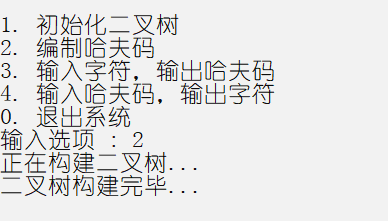 1. 初始化二叉树
2. 编制哈夫码
3. 输入字符，输出哈夫码
4. 输入哈夫码，输出字符
0. 退出系统
输入选项 : 2
正在构建二叉树...
二叉树构建完毕...